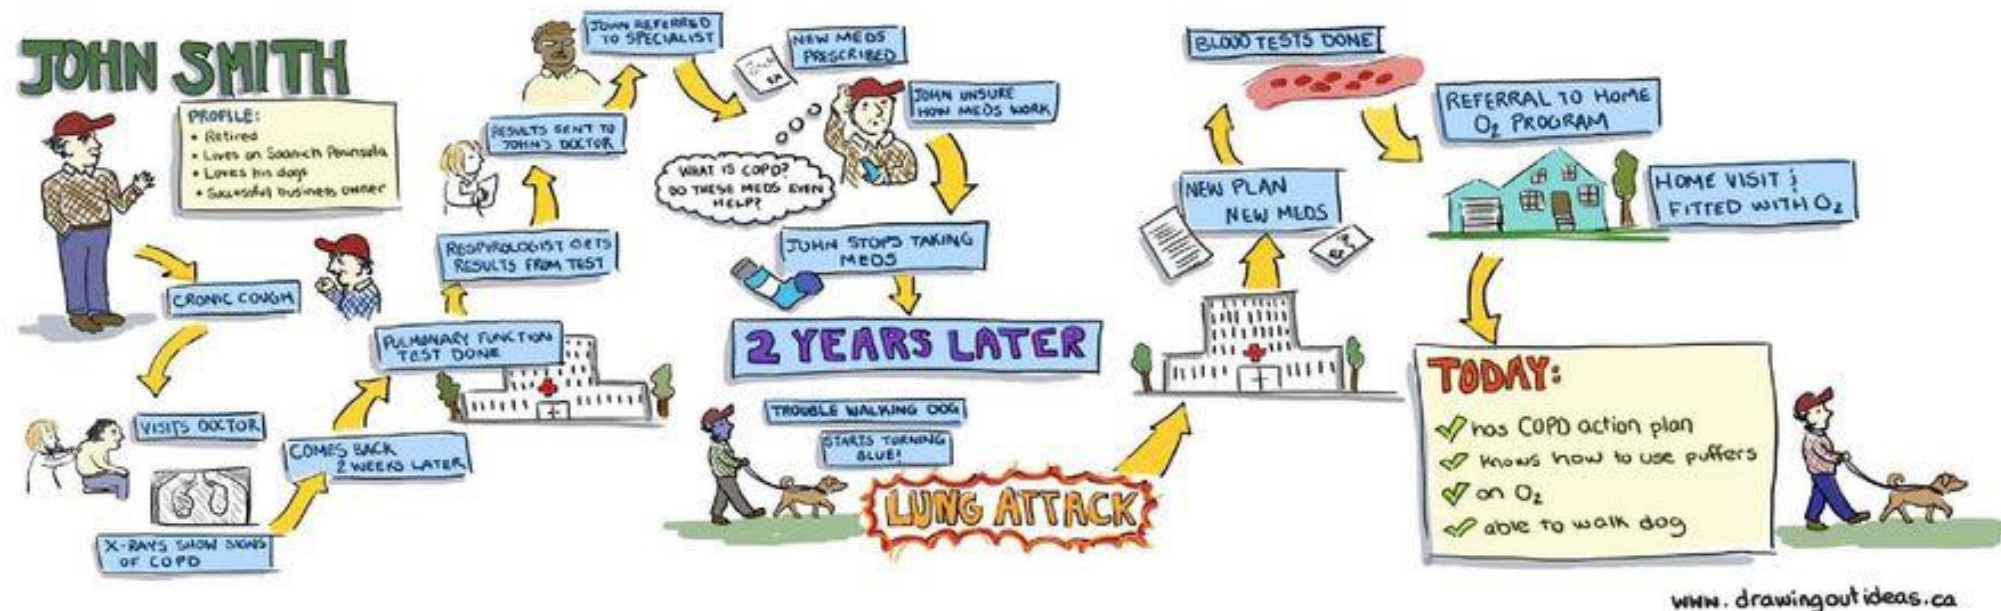 JOHN SMITH
PROFILE:
• Retired
• Lives on Saanich Peninsula
• Loves his dogs
• Successful business owner
CRONIC COUGH
VISITS DOCTOR
X-RAYS SHOW SIGNS
OF COPD
COMES BACK
2 WEEKS LATER
PULMANARY FUNCTION
TEST DONE
RESPIROLOGIST GETS
RESULTS FROM TEST
RESULTS SENT TO
JOHN'S DOCTOR
JOHN REFERRED
TO SPECIALIST
NEW MEDS
PRESCRIBED
JOHN UNSURE
HOW MEDS WORK
WHAT IS COPD?
DO THESE MEDS EVEN
HELP?
JOHN STOPS TAKING
MEDS
2 YEARS LATER
TROUBLE WALKING DOG
STARTS TURNING
BLUE!
LUNG ATTACK
NEW PLAN
NEW MEDS
BLOOD TESTS DONE
REFERRAL TO HOME
O₂ PROGRAM
HOME VISIT &
FITTED WITH O₂
TODAY:
✓ has COPD action plan
✓ knows how to use puffers
✓ on O₂
✓ able to walk dog
www.drawingoutideas.ca